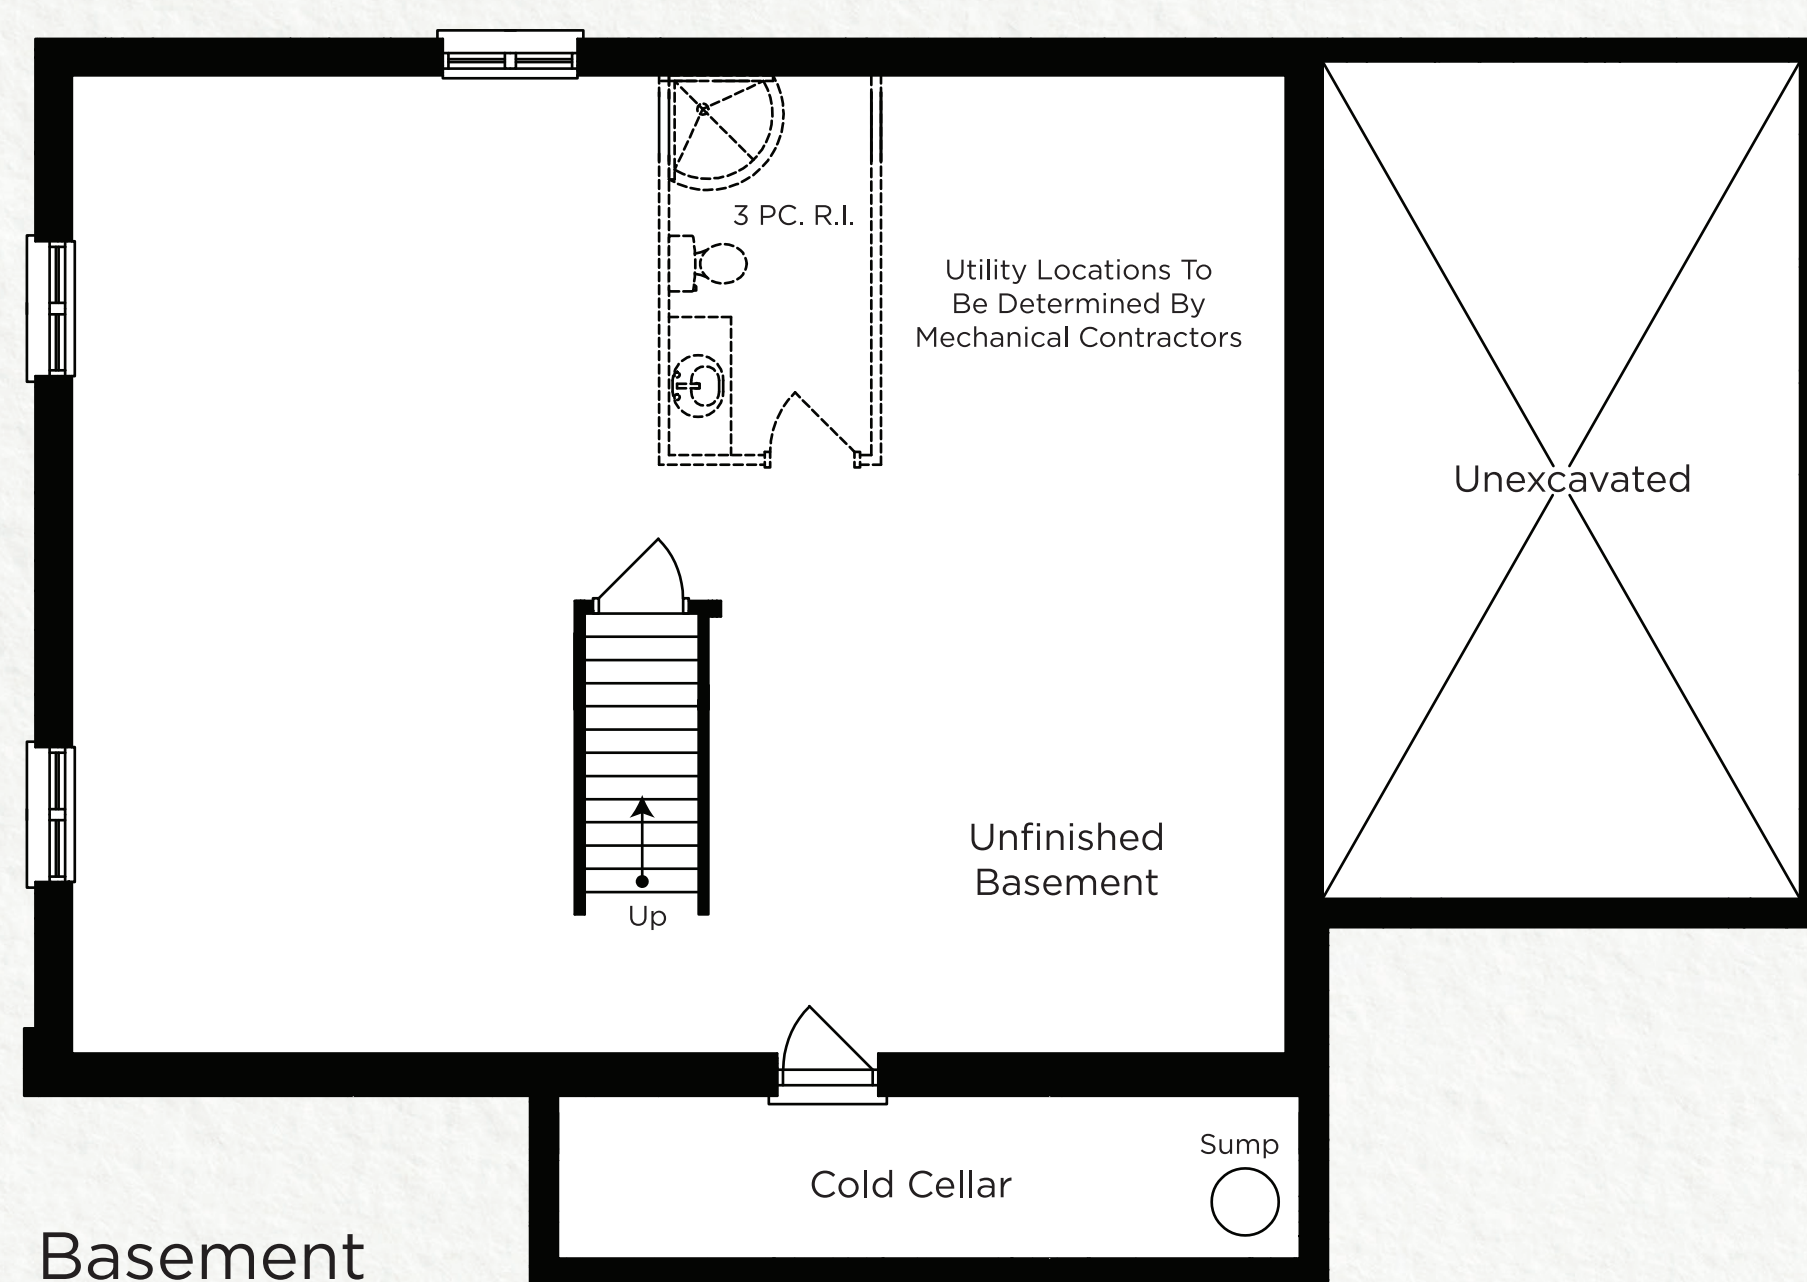 3 PC. R.I.
Utility Locations To
Be Determined By
Mechanical Contractors
Unexcavated
Unfinished
Basement
Up
Sump
Cold Cellar
Basement